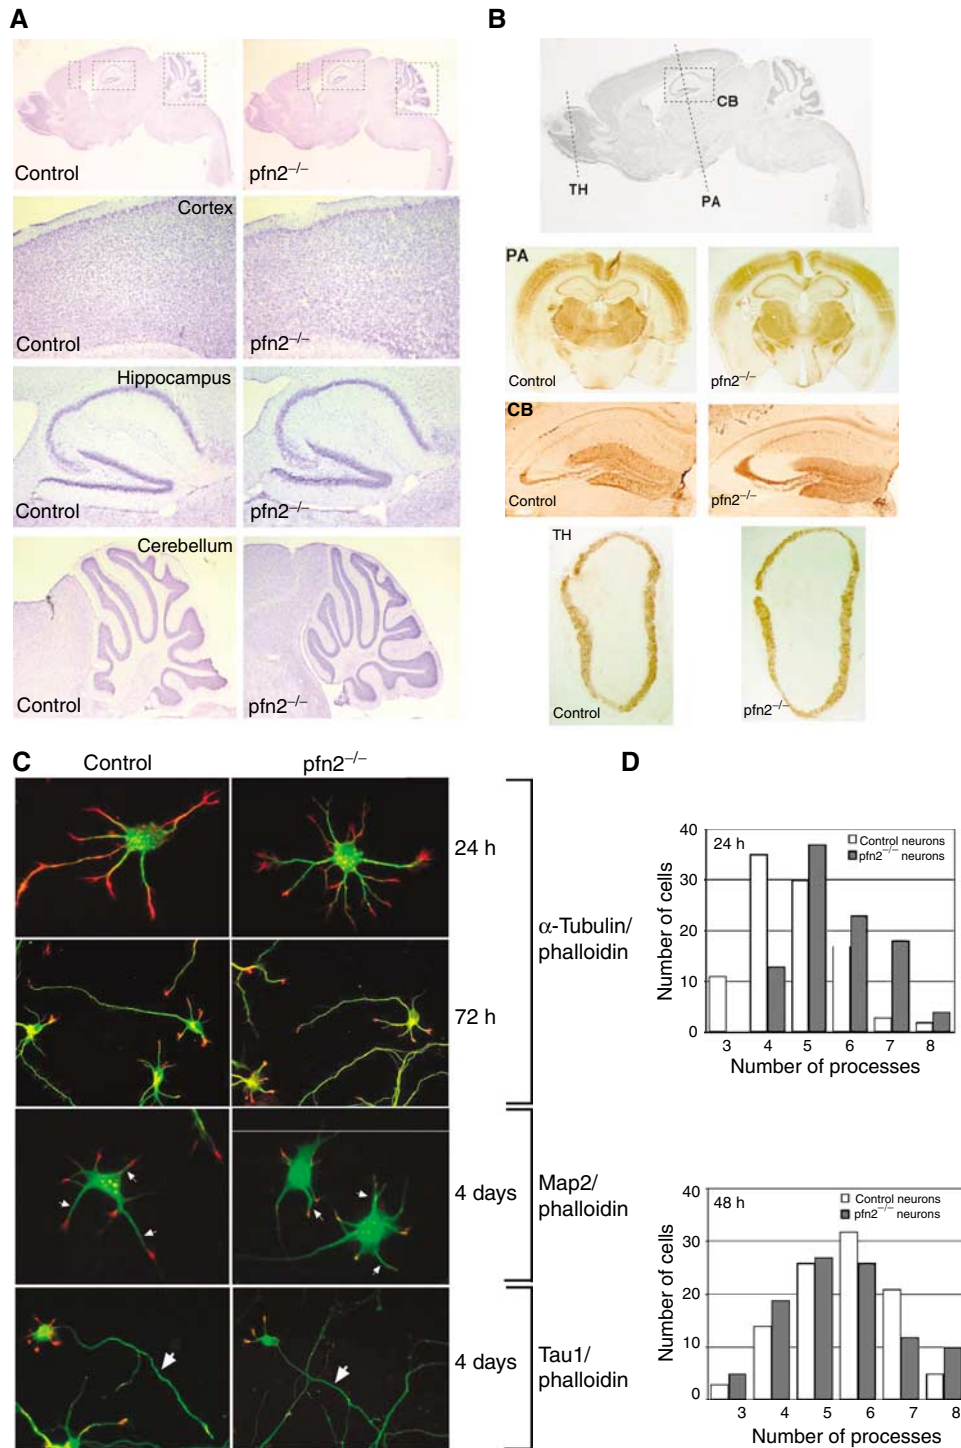 A
Control
pfn2–/–
Cortex
Control
pfn2–/–
Hippocampus
Control
pfn2–/–
Cerebellum
Control
pfn2–/–
B
CB
TH
PA
PA
Control
pfn2–/–
CB
Control
pfn2–/–
TH
Control
pfn2–/–
C
Control
pfn2–/–
24 h
72 h
α-Tubulin/
phalloidin
4 days
Map2/
phalloidin
4 days
Tau1/
phalloidin
D
24 h
Control neurons
pfn2–/– neurons
Number of cells
40
30
20
10
0
3 4 5 6 7 8
Number of processes
48 h
Control neurons
pfn2–/– neurons
Number of cells
40
30
20
10
0
3 4 5 6 7 8
Number of processes